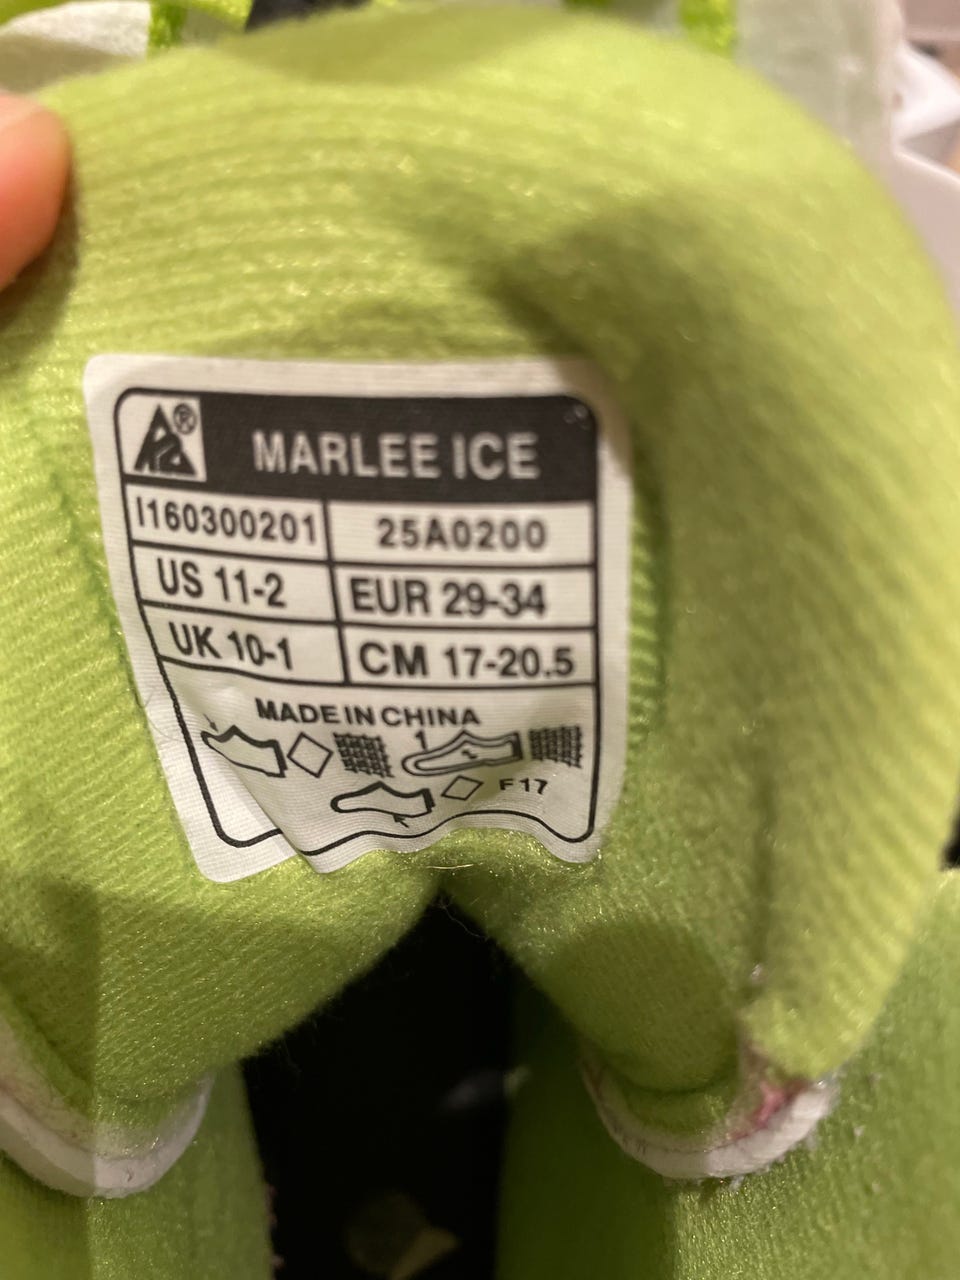 ®
MARLEE ICE
I160300201 25A0200
US 11-2 EUR 29-34
UK 10-1 CM 17-20.5
MADE IN CHINA
F17